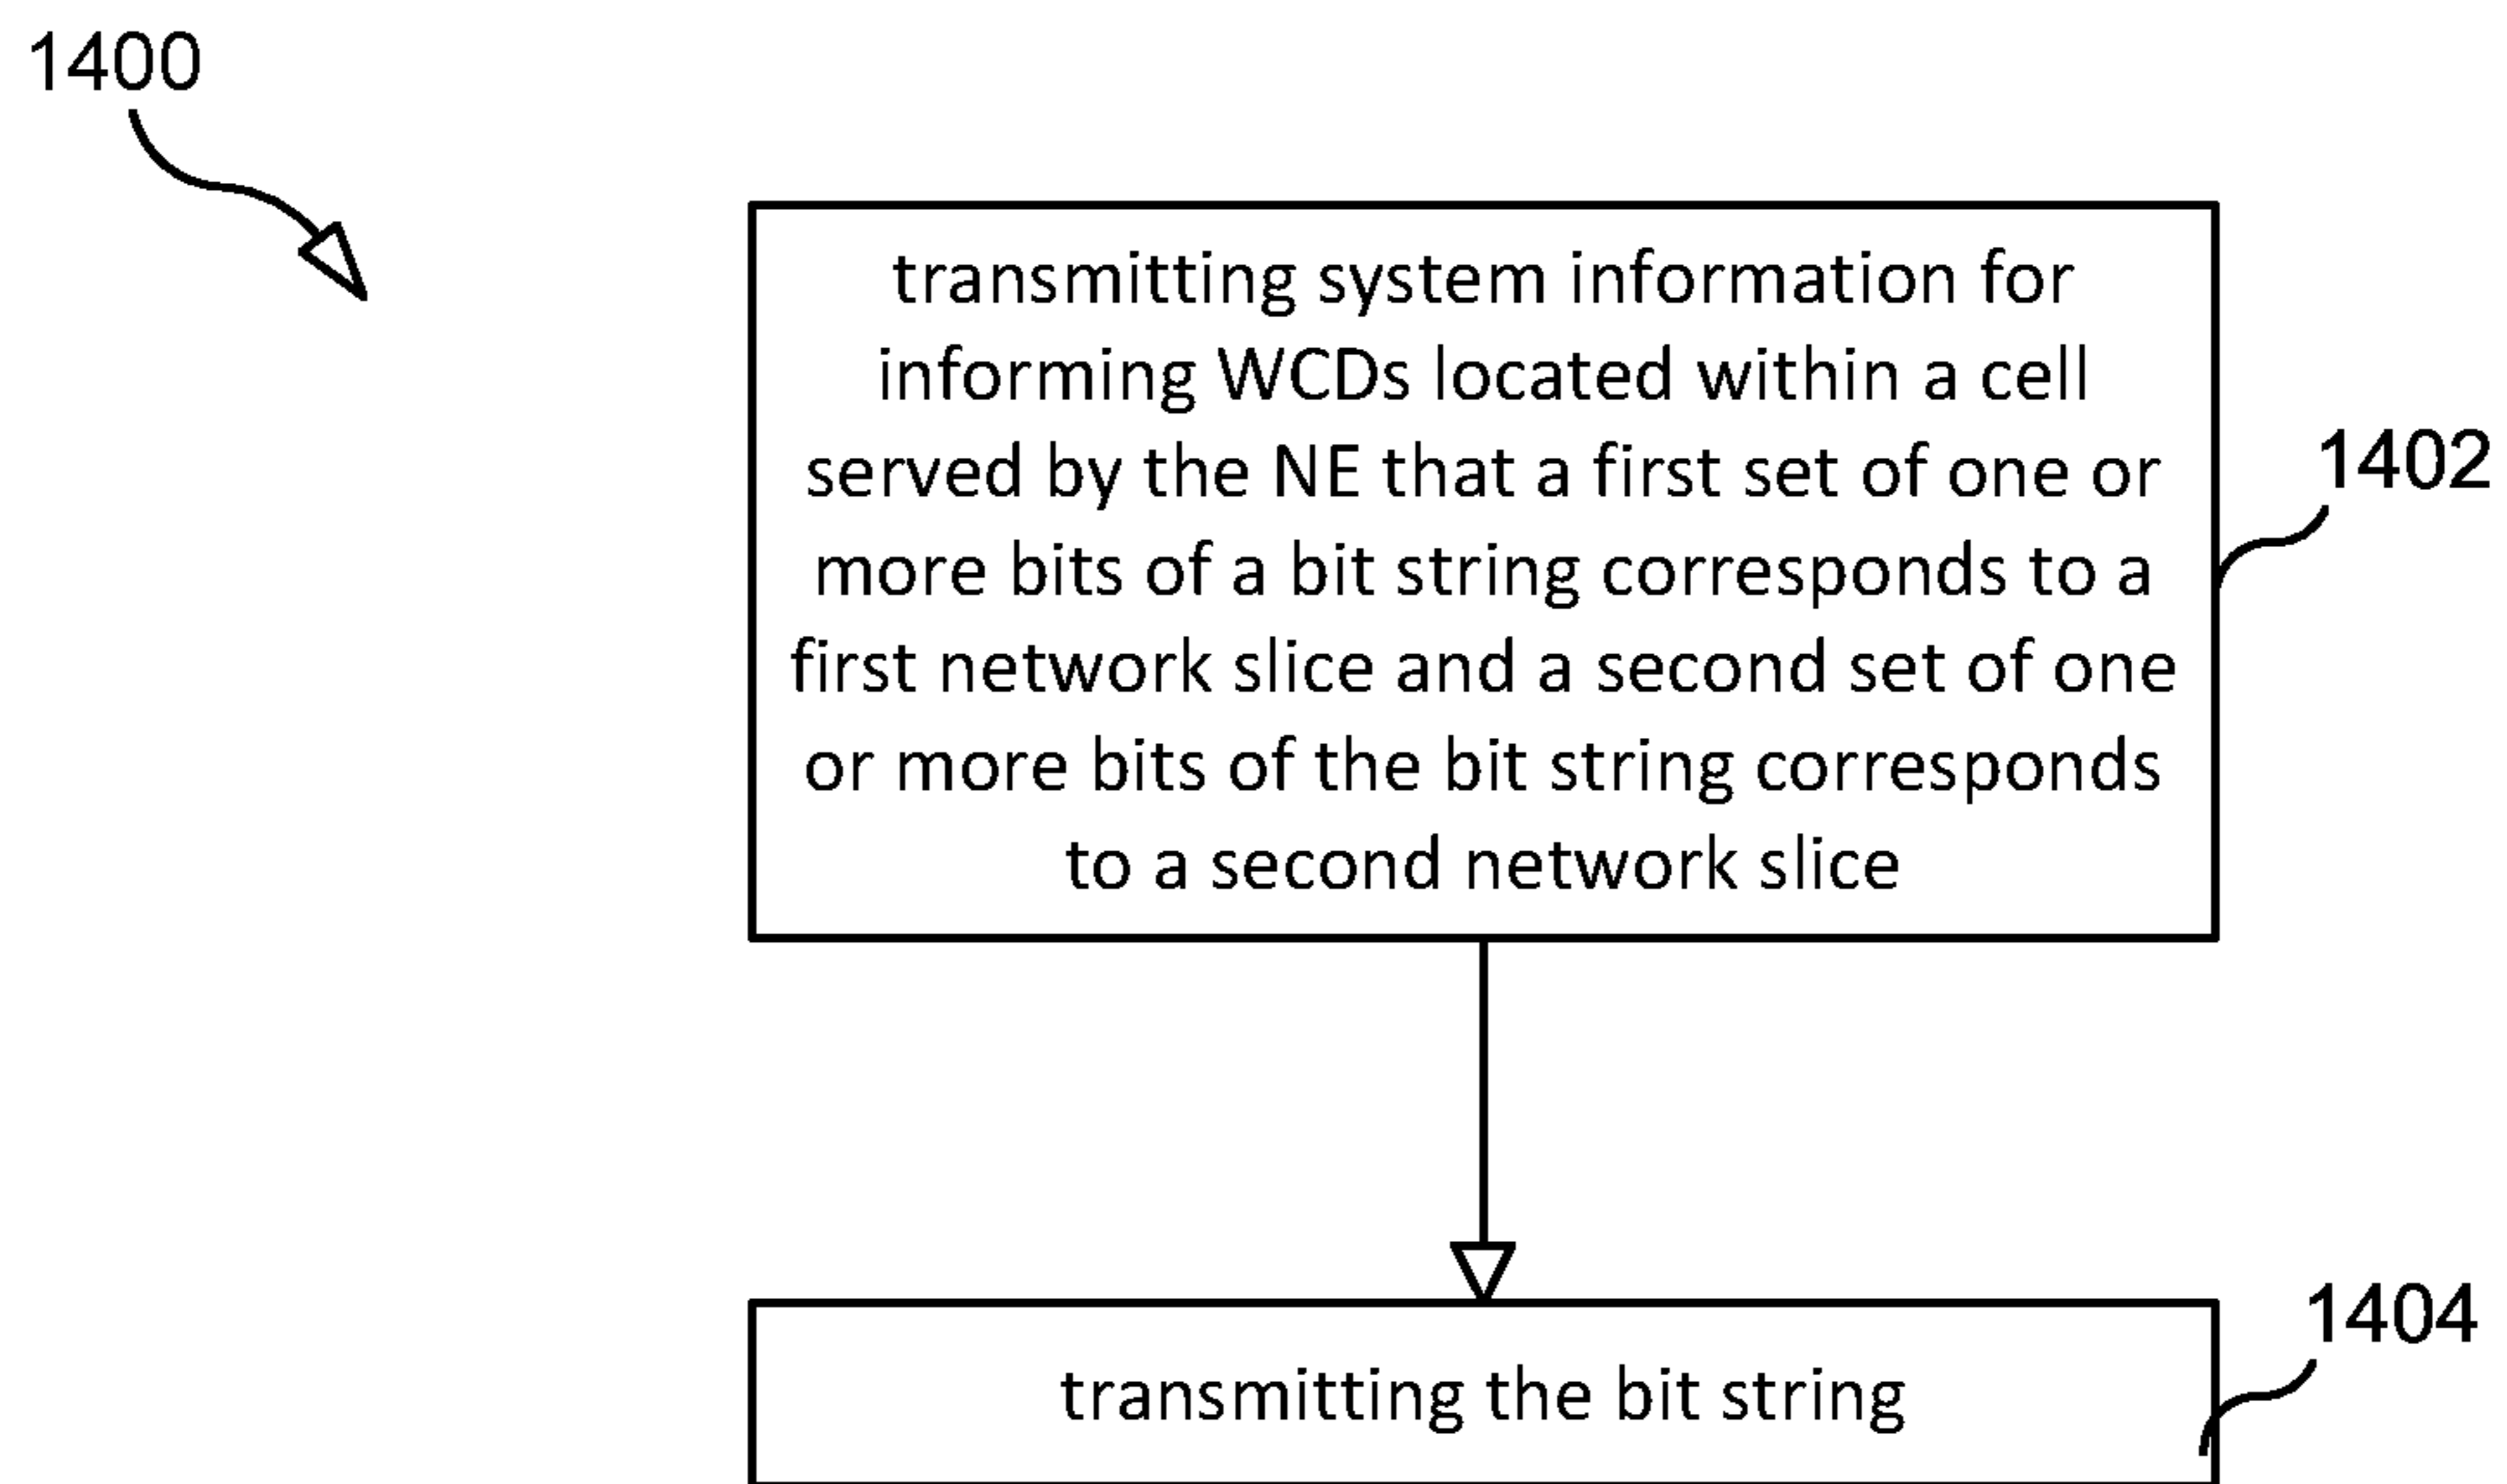 1400
transmitting system information for
informing WCDs located within a cell
served by the NE that a first set of one or
more bits of a bit string corresponds to a
first network slice and a second set of one
or more bits of the bit string corresponds
to a second network slice
1402
transmitting the bit string
1404